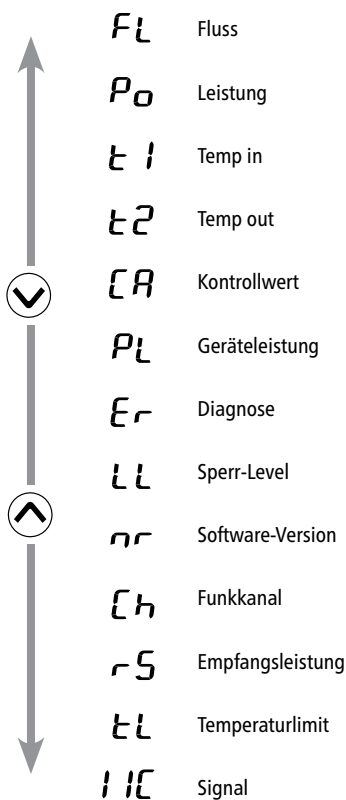 FL Fluss
Po Leistung
t1 Temp in
t2 Temp out
CA Kontrollwert
PL Geräteleistung
Er Diagnose
LL Sperr-Level
nr Software-Version
Ch Funkkanal
rS Empfangsleistung
tL Temperaturlimit
11C Signal